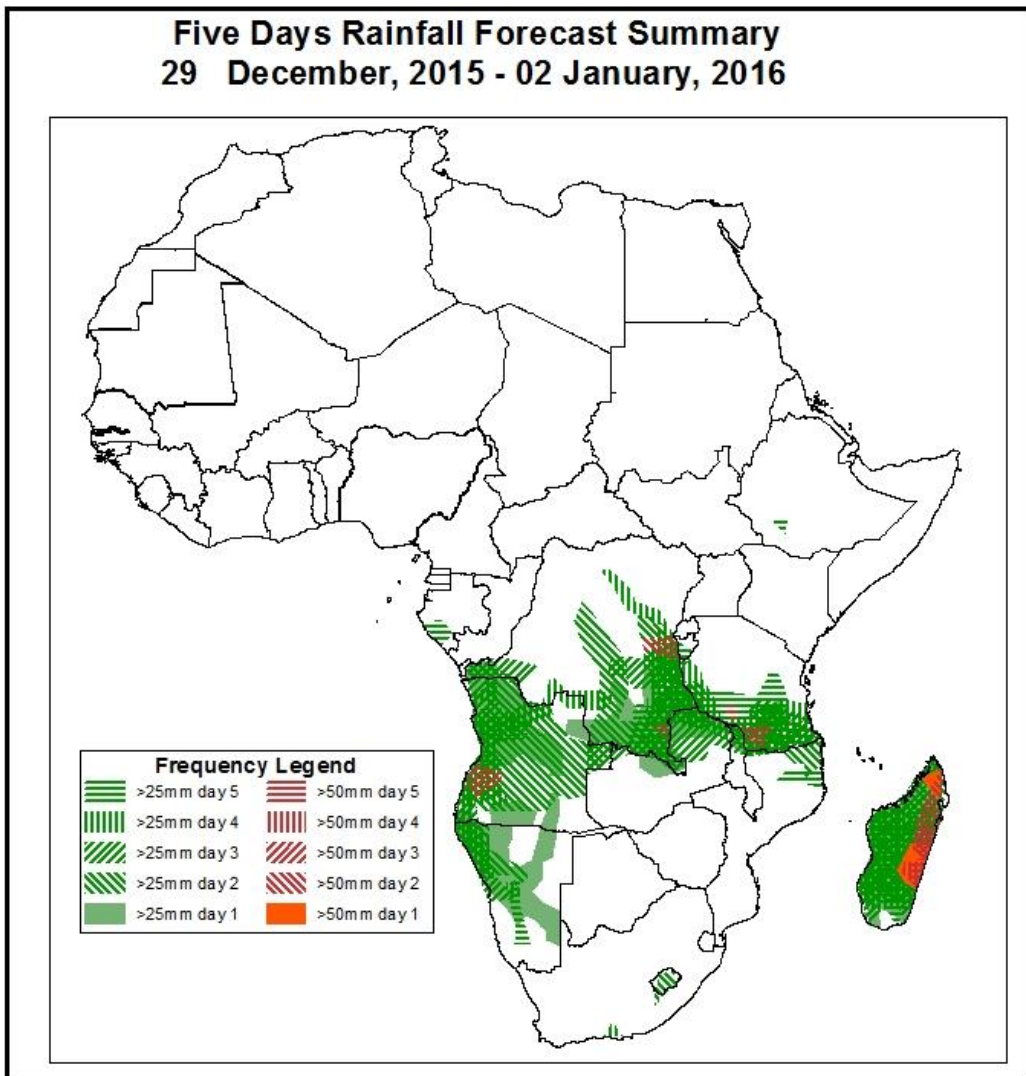 Five Days Rainfall Forecast Summary
29 December, 2015 - 02 January, 2016
Frequency Legend
>25mm day 5 >50mm day 5
>25mm day 4 >50mm day 4
>25mm day 3 >50mm day 3
>25mm day 2 >50mm day 2
>25mm day 1 >50mm day 1